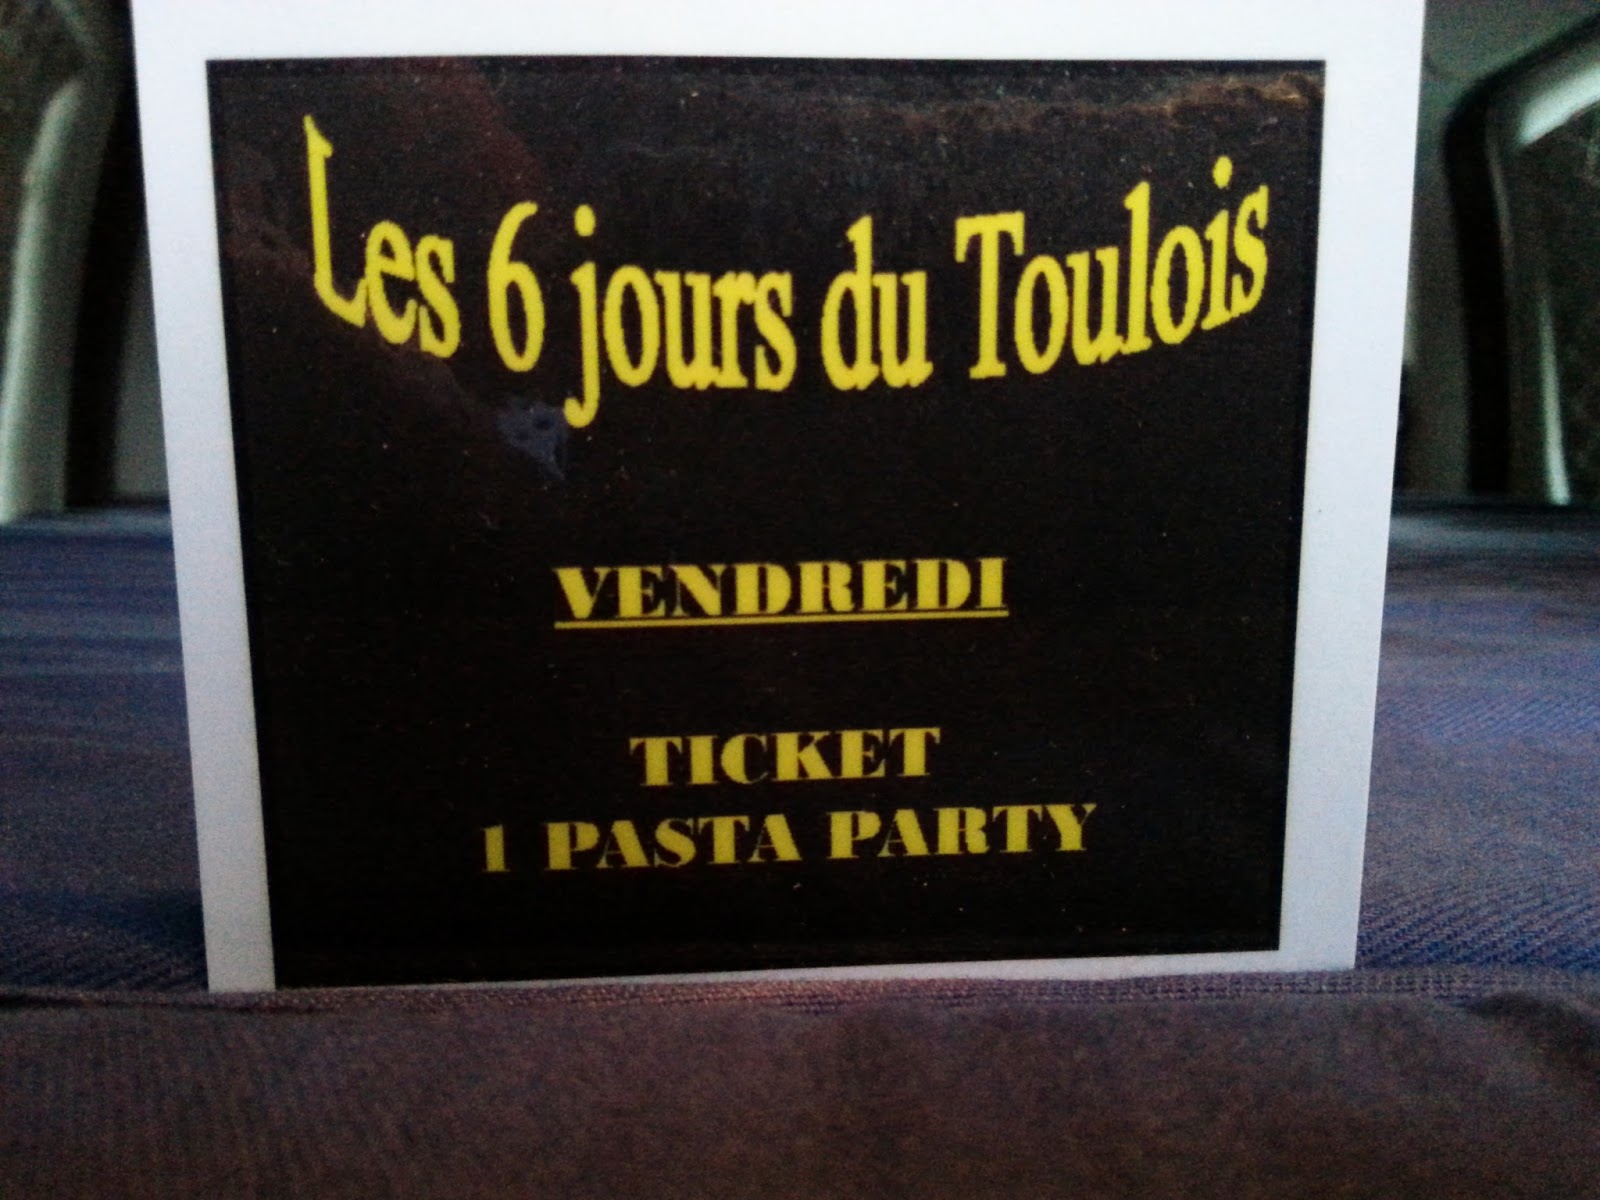 Les 6 jours du Toulois
VENDREDI
TICKET
1 PASTA PARTY